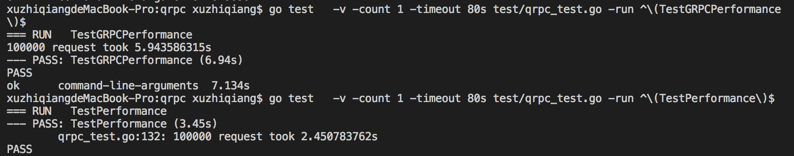 xuzhiqiangdeMacBook-Pro:qrpc xuzhiqiang$ go test   -v -count 1 -timeout 80s test/qrpc_test.go -run ^\(TestGRPCPerformance
\)$
=== RUN   TestGRPCPerformance
100000 request took 5.943586315s
--- PASS: TestGRPCPerformance (6.94s)
PASS
ok      command-line-arguments  7.134s
xuzhiqiangdeMacBook-Pro:qrpc xuzhiqiang$ go test   -v -count 1 -timeout 80s test/qrpc_test.go -run ^\(TestPerformance\)$
=== RUN   TestPerformance
--- PASS: TestPerformance (3.45s)
        qrpc_test.go:132: 100000 request took 2.450783762s
PASS